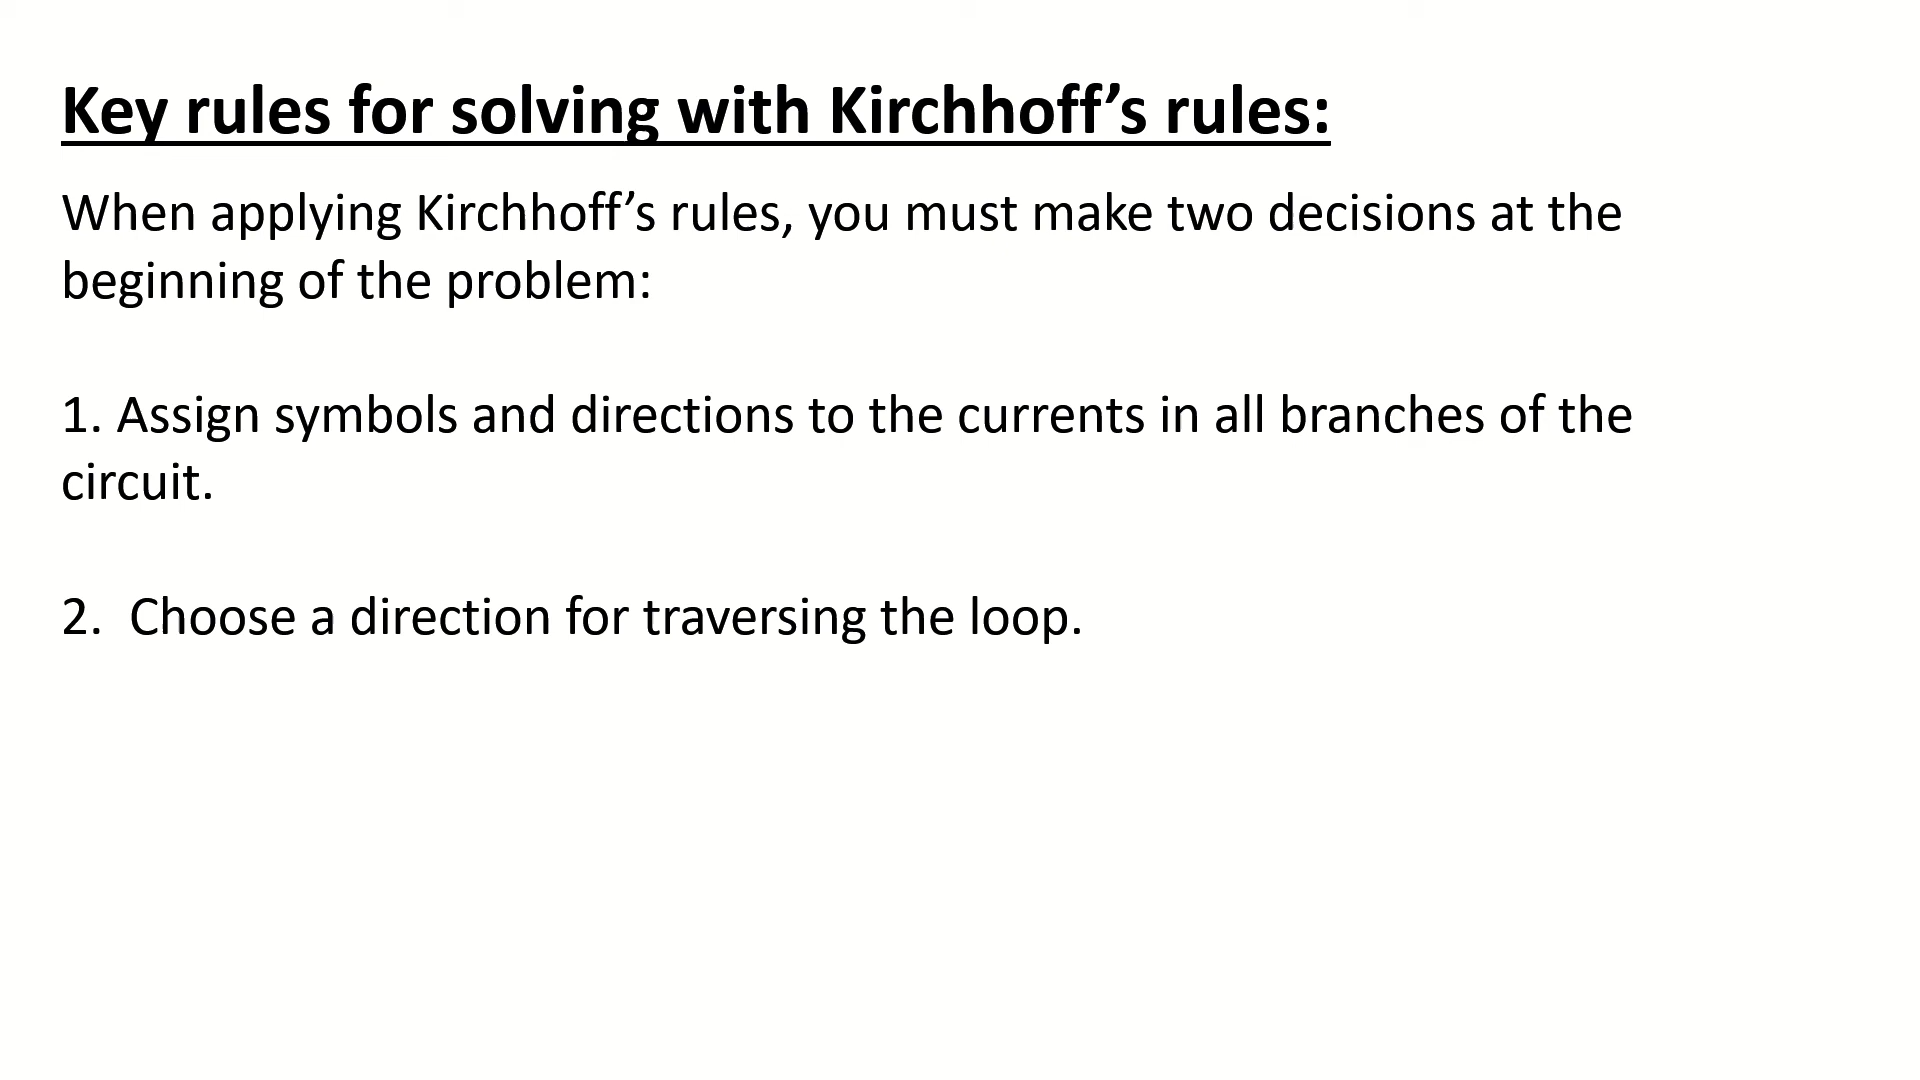 Key rules for solving with Kirchhoff’s rules:
When applying Kirchhoff’s rules, you must make two decisions at the
beginning of the problem:
1. Assign symbols and directions to the currents in all branches of the
circuit.
2.  Choose a direction for traversing the loop.